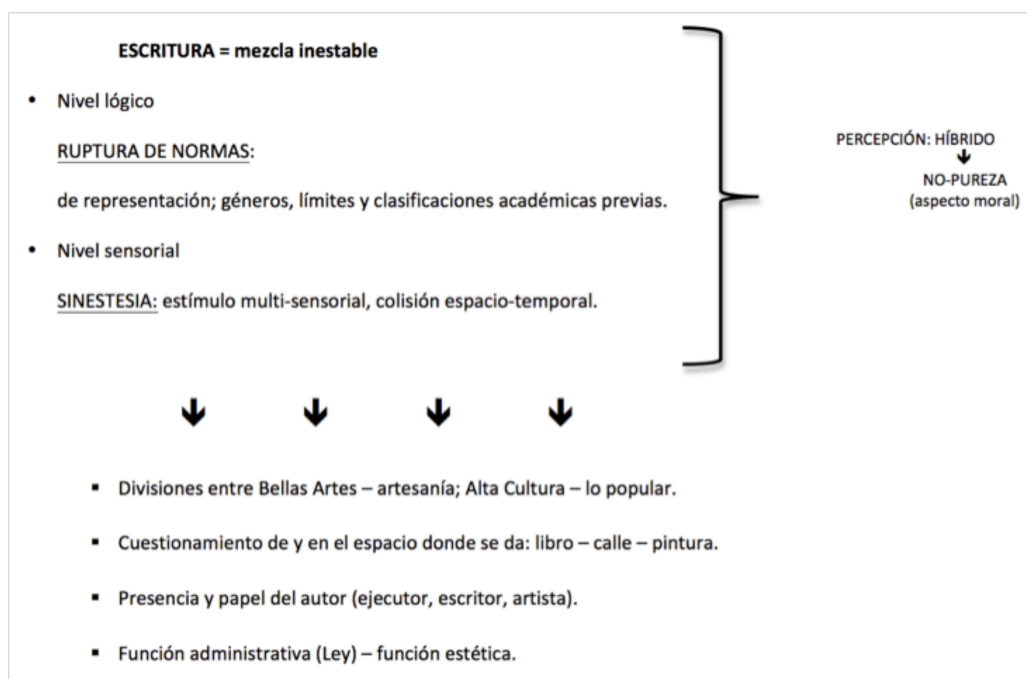 ESCRITURA = mezcla inestable
• Nivel lógico
RUPTURA DE NORMAS:
de representación; géneros, límites y clasificaciones académicas previas.
• Nivel sensorial
SINESTESIA: estímulo multi-sensorial, colisión espacio-temporal.
PERCEPCIÓN: HÍBRIDO
NO-PUREZA
(aspecto moral)
▪ Divisiones entre Bellas Artes – artesanía; Alta Cultura – lo popular.
▪ Cuestionamiento de y en el espacio donde se da: libro – calle – pintura.
▪ Presencia y papel del autor (ejecutor, escritor, artista).
▪ Función administrativa (Ley) – función estética.